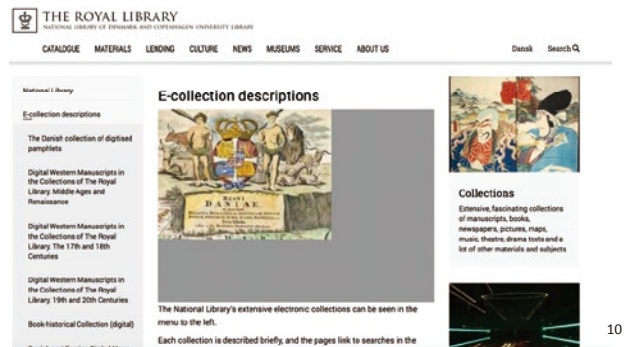 THE ROYAL LIBRARY
NATIONAL LIBRARY OF DENMARK AND COPENHAGEN UNIVERSITY LIBRARY
CATALOGUE MATERIALS LENDING CULTURE NEWS MUSEUMS SERVICE ABOUT US Dansk Search
National Library
E-collection descriptions
The Danish collection of digitised
pamphlets
Digital Western Manuscripts in
the Collections of The Royal
Library: Middle Ages and
Renaissance
Digital Western Manuscripts in
the Collections of The Royal
Library: The 17th and 18th
Centuries
Digital Western Manuscripts in
the Collections of The Royal
Library: 19th and 20th Centuries
Book-historical Collection (digital)
E-collection descriptions
REGNI
DANIAE
The National Library's extensive electronic collections can be seen in the
menu to the left.
Each collection is described briefly, and the pages link to searches in the
Collections
Extensive, fascinating collections
of manuscripts, books,
newspapers, pictures, maps,
music, theatre, drama texts and a
lot of other materials and subjects
10